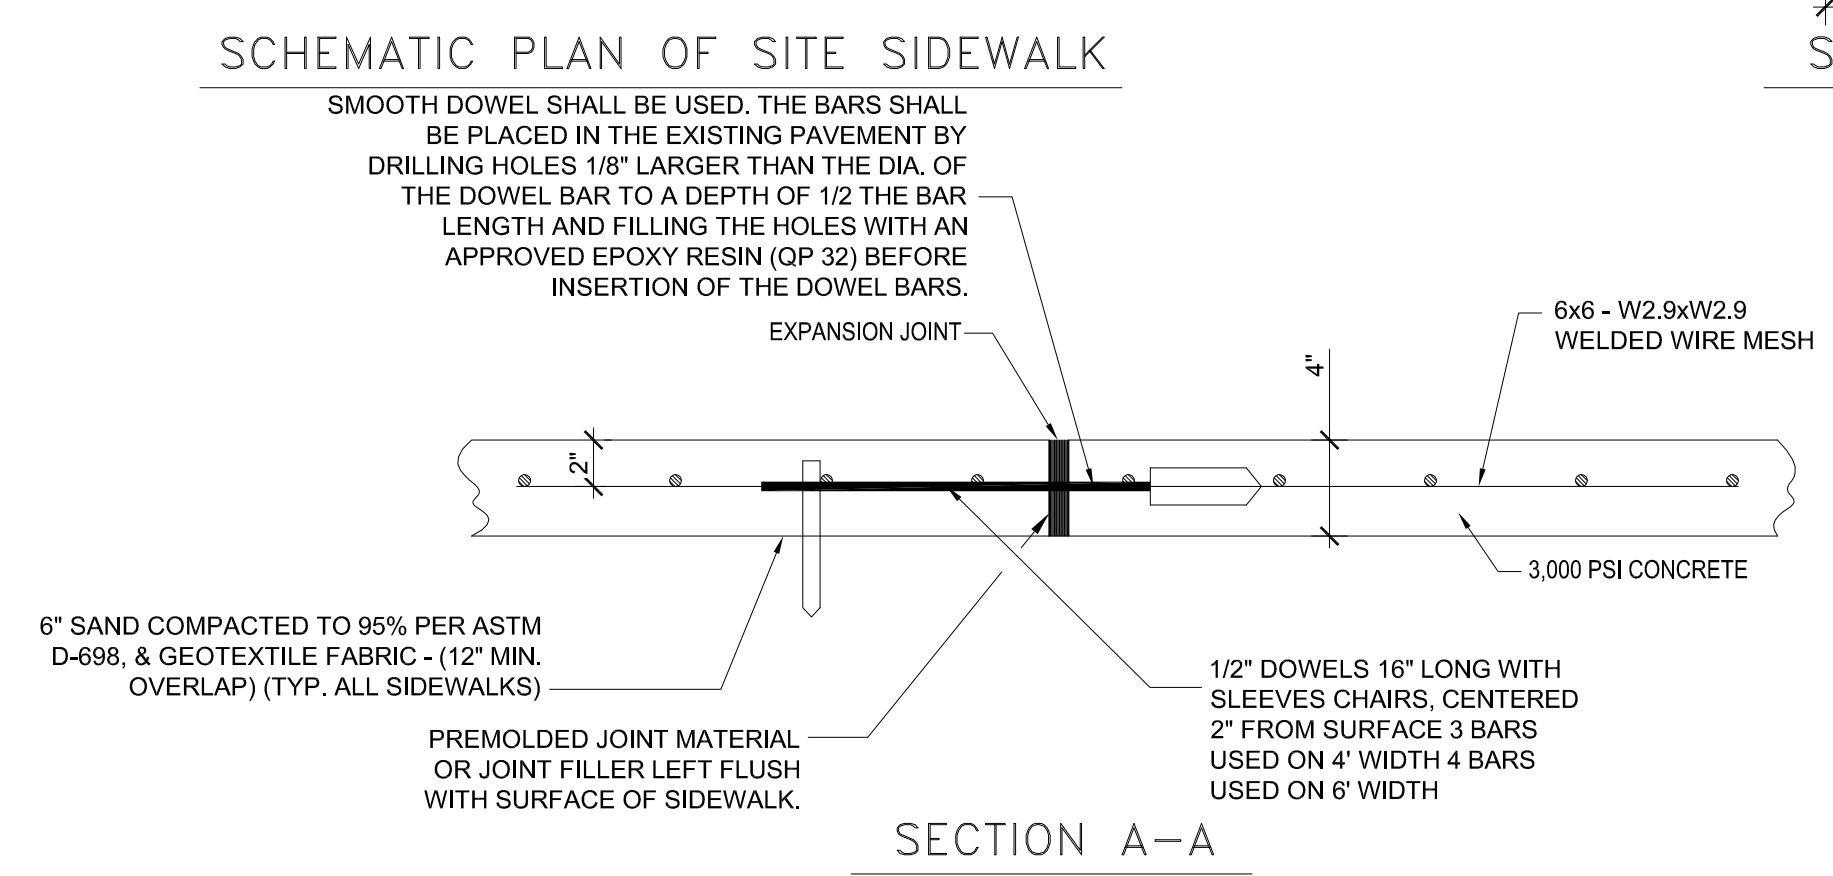 SCHEMATIC PLAN OF SITE SIDEWALK
S
SMOOTH DOWEL SHALL BE USED. THE BARS SHALL
BE PLACED IN THE EXISTING PAVEMENT BY
DRILLING HOLES 1/8" LARGER THAN THE DIA. OF
THE DOWEL BAR TO A DEPTH OF 1/2 THE BAR
LENGTH AND FILLING THE HOLES WITH AN
APPROVED EPOXY RESIN (QP 32) BEFORE
INSERTION OF THE DOWEL BARS.
EXPANSION JOINT
6x6 - W2.9xW2.9
WELDED WIRE MESH
4"
2"
3,000 PSI CONCRETE
6" SAND COMPACTED TO 95% PER ASTM
D-698, & GEOTEXTILE FABRIC - (12" MIN.
OVERLAP) (TYP. ALL SIDEWALKS)
PREMOLDED JOINT MATERIAL
OR JOINT FILLER LEFT FLUSH
WITH SURFACE OF SIDEWALK.
1/2" DOWELS 16" LONG WITH
SLEEVES CHAIRS, CENTERED
2" FROM SURFACE 3 BARS
USED ON 4' WIDTH 4 BARS
USED ON 6' WIDTH
SECTION A-A